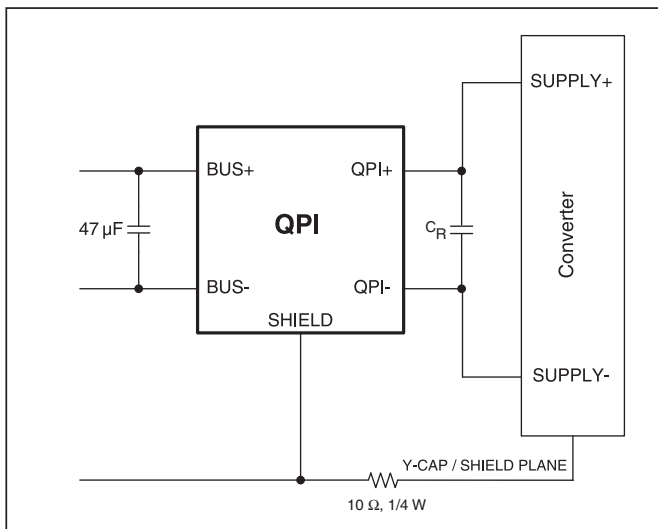 SUPPLY+
BUS+
QPI+
47 µF
QPI
C_R
Converter
BUS-
QPI-
SHIELD
SUPPLY-
Y-CAP / SHIELD PLANE
10 Ω, 1/4 W